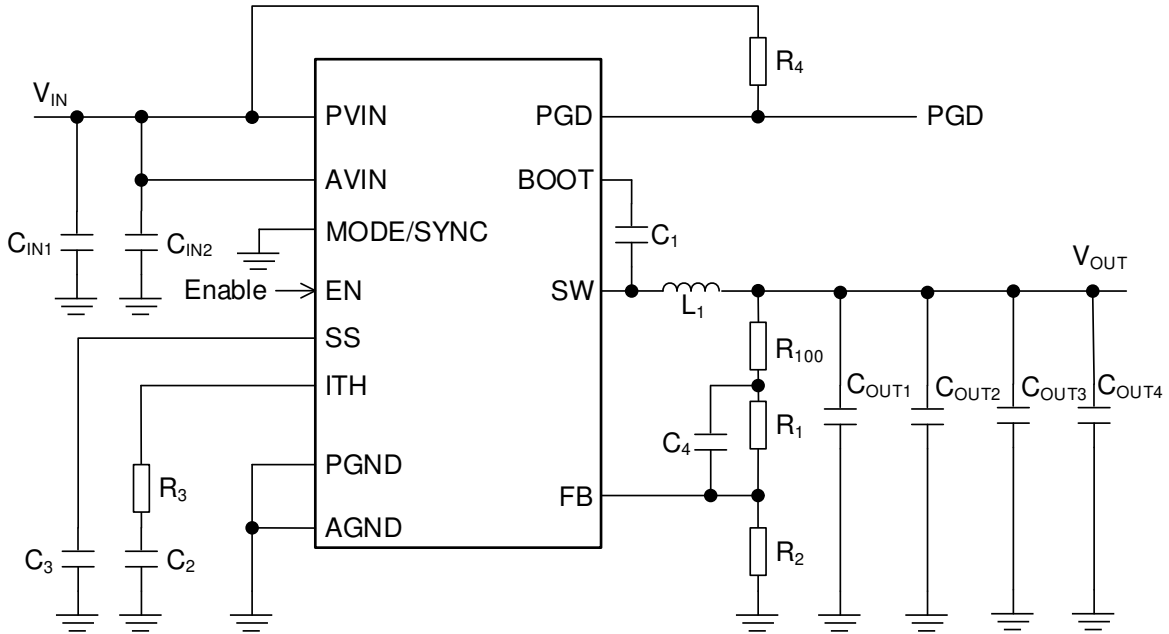 R4
VIN
PVIN
PGD
PGD
AVIN
BOOT
CIN1
CIN2
MODE/SYNC
C1
Enable
EN
SW
L1
VOUT
SS
R100
ITH
COUT1
COUT2
COUT3
COUT4
C4
R1
PGND
R3
FB
AGND
C3
C2
R2